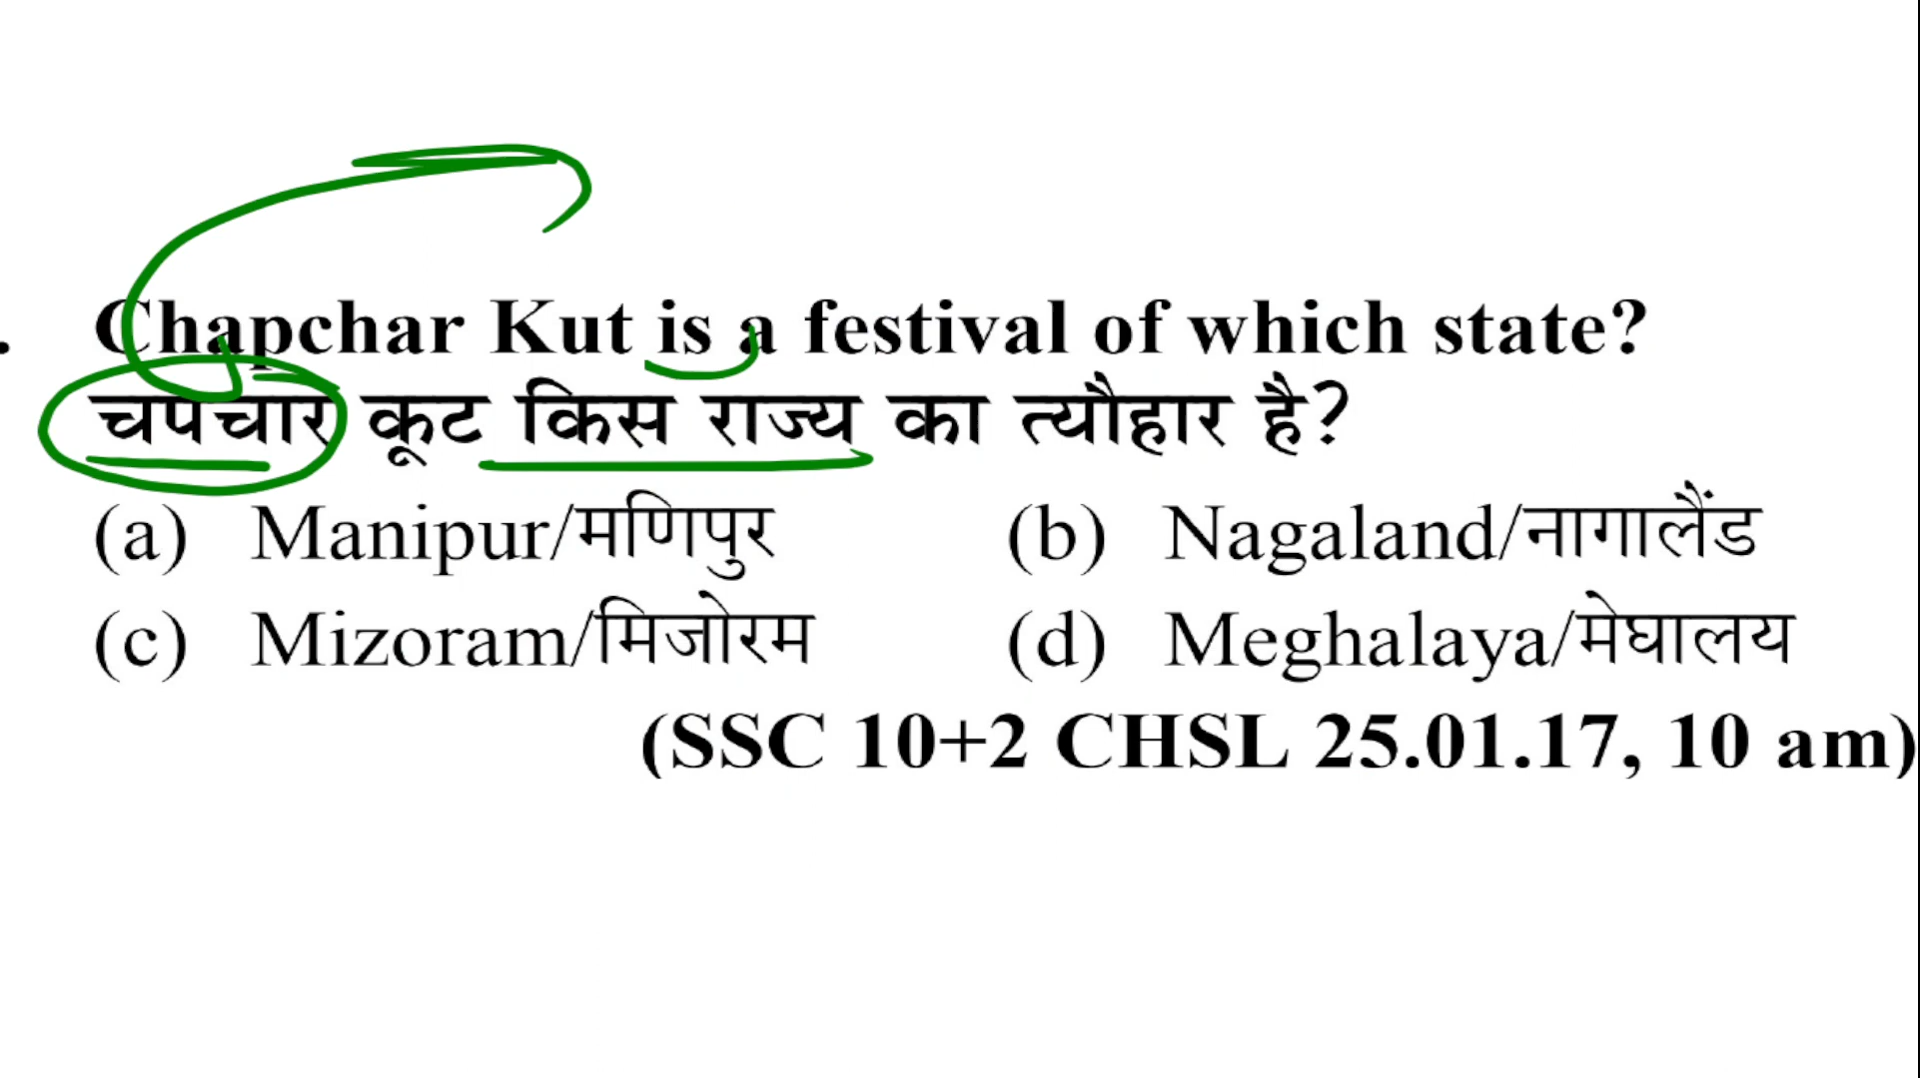 . Chapchar Kut is a festival of which state?
चपचार कूट किस राज्य का त्यौहार है?
(a) Manipur/मणिपुर (b) Nagaland/नागालैंड
(c) Mizoram/मिजोरम (d) Meghalaya/मेघालय
(SSC 10+2 CHSL 25.01.17, 10 am)